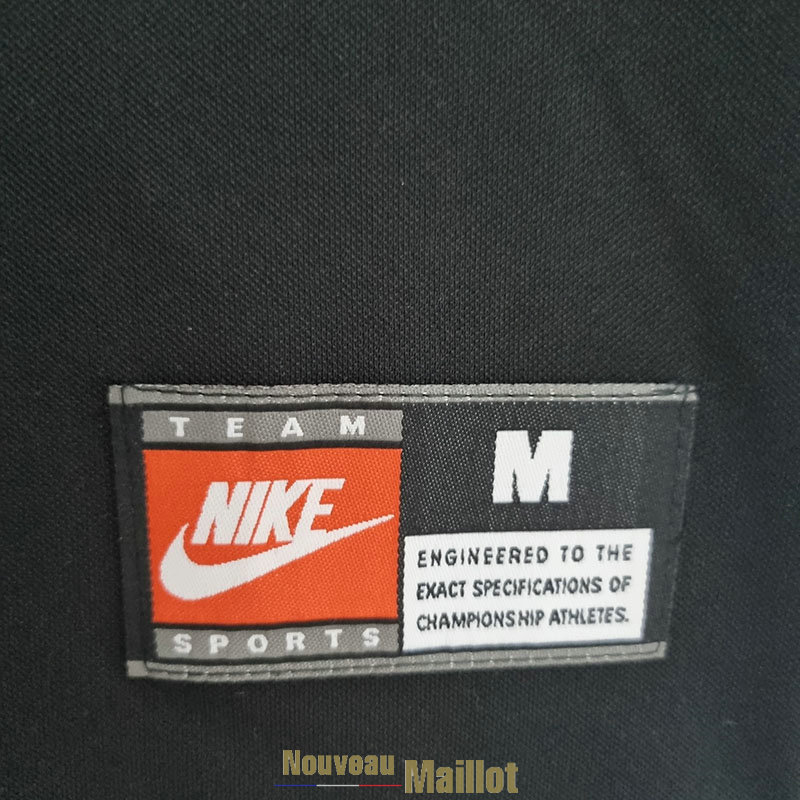 TEAM
NIKE
SPORTS
M
ENGINEERED TO THE
EXACT SPECIFICATIONS OF
CHAMPIONSHIP ATHLETES.
Nouveau Maillot